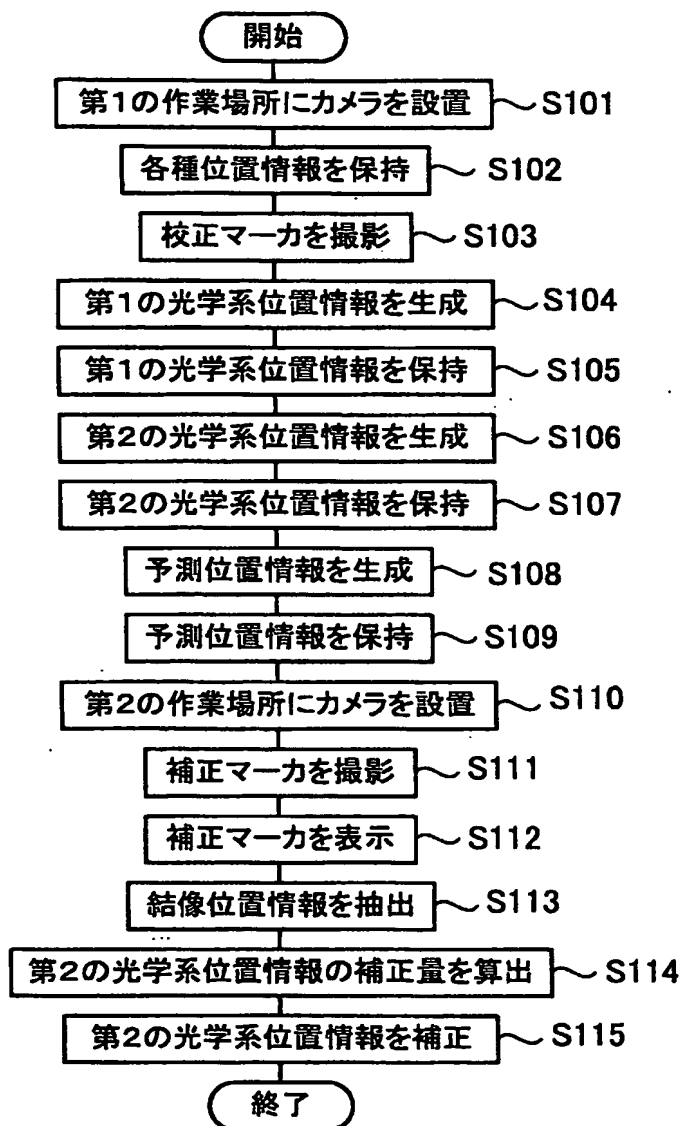 開始
第1の作業場所にカメラを設置 S101
各種位置情報を保持 S102
校正マーカを撮影 S103
第1の光学系位置情報を生成 S104
第1の光学系位置情報を保持 S105
第2の光学系位置情報を生成 S106
第2の光学系位置情報を保持 S107
予測位置情報を生成 S108
予測位置情報を保持 S109
第2の作業場所にカメラを設置 S110
補正マーカを撮影 S111
補正マーカを表示 S112
結像位置情報を抽出 S113
第2の光学系位置情報の補正量を算出 S114
第2の光学系位置情報を補正 S115
終了